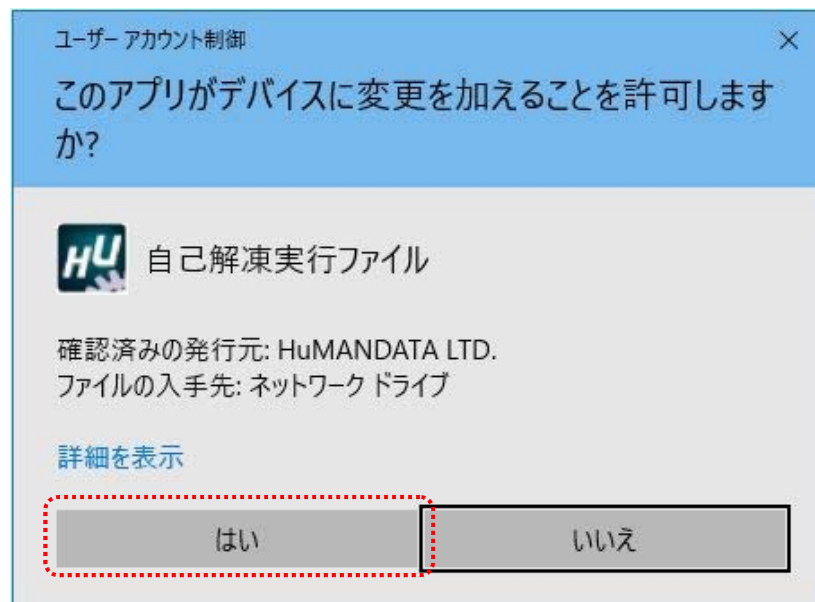 ユーザー アカウント制御
このアプリがデバイスに変更を加えることを許可します
か?
HU
自己解凍実行ファイル
確認済みの発行元: HuMANDATA LTD.
ファイルの入手先: ネットワーク ドライブ
詳細を表示
はい
いいえ